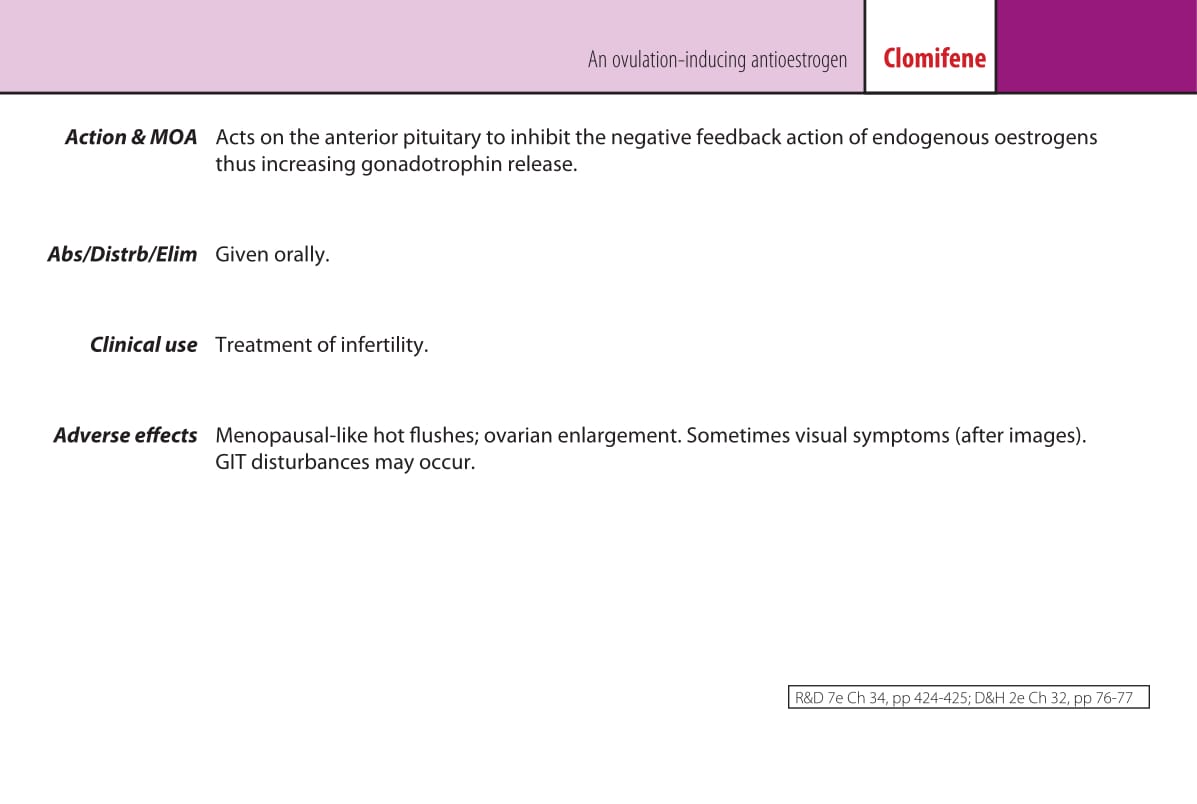 An ovulation-inducing antioestrogen
Clomifene
Action & MOA Acts on the anterior pituitary to inhibit the negative feedback action of endogenous oestrogens
thus increasing gonadotrophin release.
Abs/Distrb/Elim Given orally.
Clinical use Treatment of infertility.
Adverse effects Menopausal-like hot flushes; ovarian enlargement. Sometimes visual symptoms (after images).
GIT disturbances may occur.
R&D 7e Ch 34, pp 424-425; D&H 2e Ch 32, pp 76-77